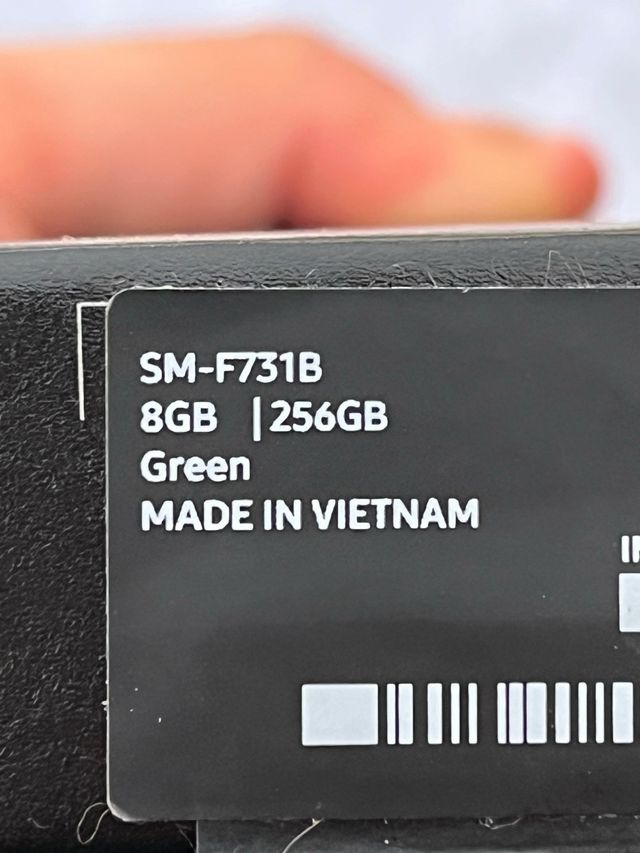 SM-F731B
8GB | 256GB
Green
MADE IN VIETNAM